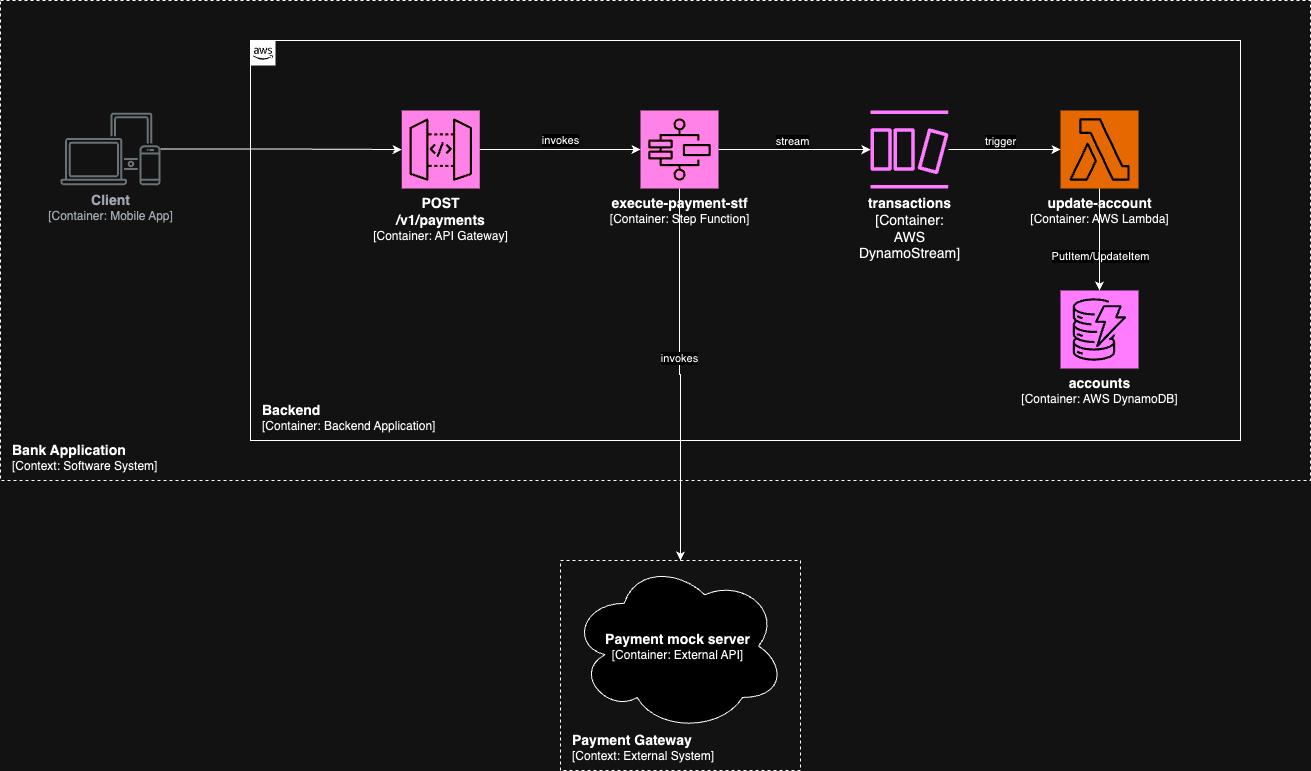 aws
Client
[Container: Mobile App]
POST
/v1/payments
[Container: API Gateway]
invokes
execute-payment-stf
[Container: Step Function]
stream
transactions
[Container:
AWS
DynamoStream]
trigger
update-account
[Container: AWS Lambda]
PutItem/UpdateItem
accounts
[Container: AWS DynamoDB]
invokes
Backend
[Container: Backend Application]
Bank Application
[Context: Software System]
Payment mock server
[Container: External API]
Payment Gateway
[Context: External System]